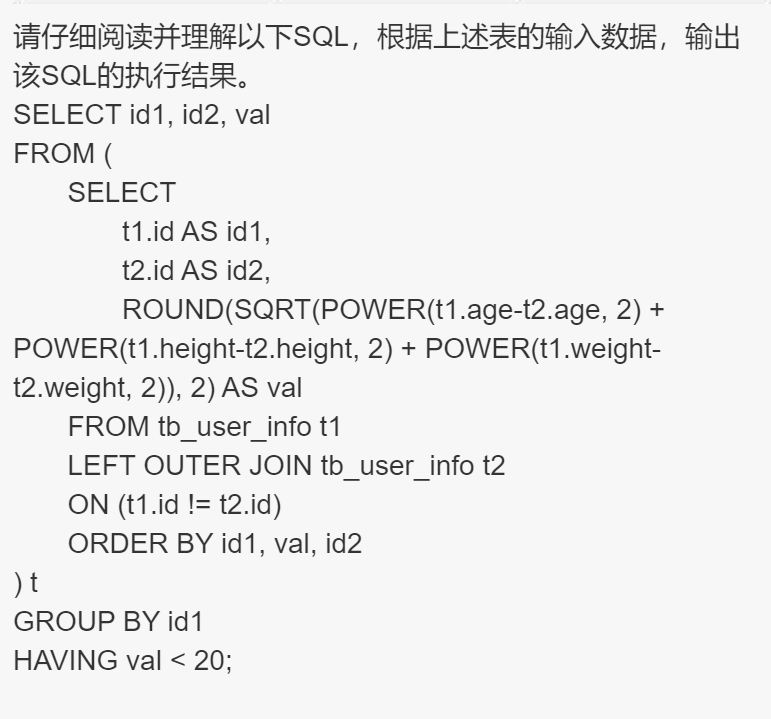 请仔细阅读并理解以下SQL，根据上述表的输入数据，输出
该SQL的执行结果。
SELECT id1, id2, val
FROM (
SELECT
t1.id AS id1,
t2.id AS id2,
ROUND(SQRT(POWER(t1.age-t2.age, 2) +
POWER(t1.height-t2.height, 2) + POWER(t1.weight-
t2.weight, 2)), 2) AS val
FROM tb_user_info t1
LEFT OUTER JOIN tb_user_info t2
ON (t1.id != t2.id)
ORDER BY id1, val, id2
) t
GROUP BY id1
HAVING val < 20;